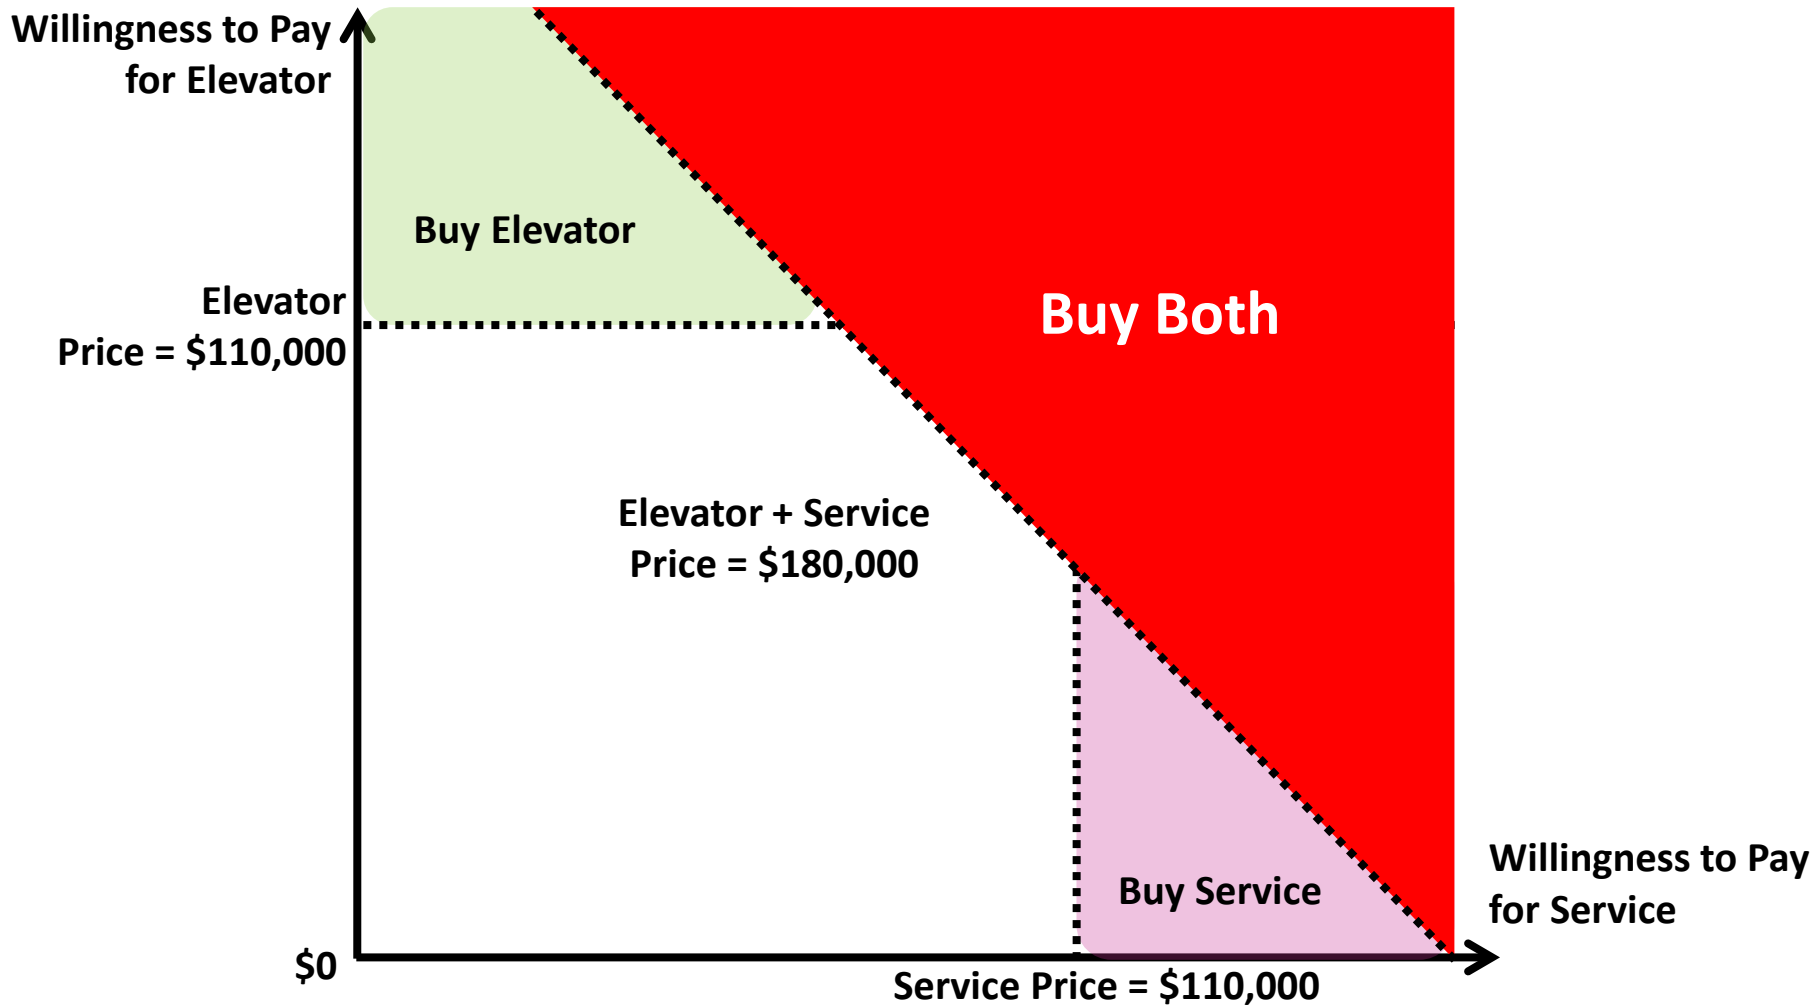 Willingness to Pay
for Elevator
Buy Elevator
Elevator
Price = $110,000
Buy Both
Elevator + Service
Price = $180,000
Willingness to Pay
for Service
Buy Service
$0
Service Price = $110,000